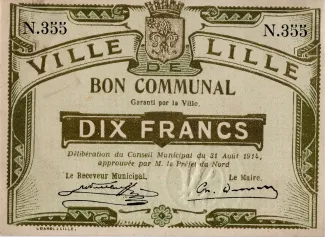 N.355 N.355
VILLE DE LILLE
BON COMMUNAL
Garanti par la Ville.
DIX FRANCS
Délibération du Conseil Municipal du 31 Août 1914,
approuvée par M. le Préfet du Nord
Le Receveur Municipal, Le Maire,